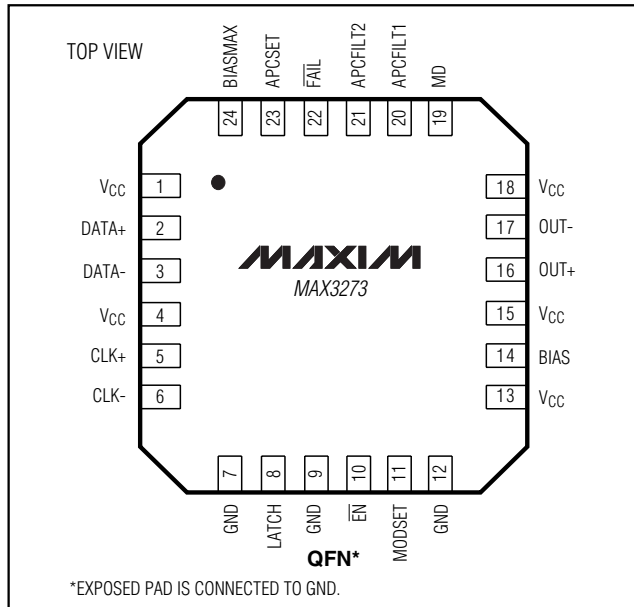 TOP VIEW
BIASMAX
APCSET
FAIL
APCFILT2
APCFILT1
MD
24
23
22
21
20
19
VCC 1
DATA+ 2
DATA- 3
VCC 4
CLK+ 5
CLK- 6
18 VCC
17 OUT-
16 OUT+
15 VCC
14 BIAS
13 VCC
MAXIM
MAX3273
7
8
9
10
11
12
GND
LATCH
GND
EN
MODSET
GND
QFN*
*EXPOSED PAD IS CONNECTED TO GND.